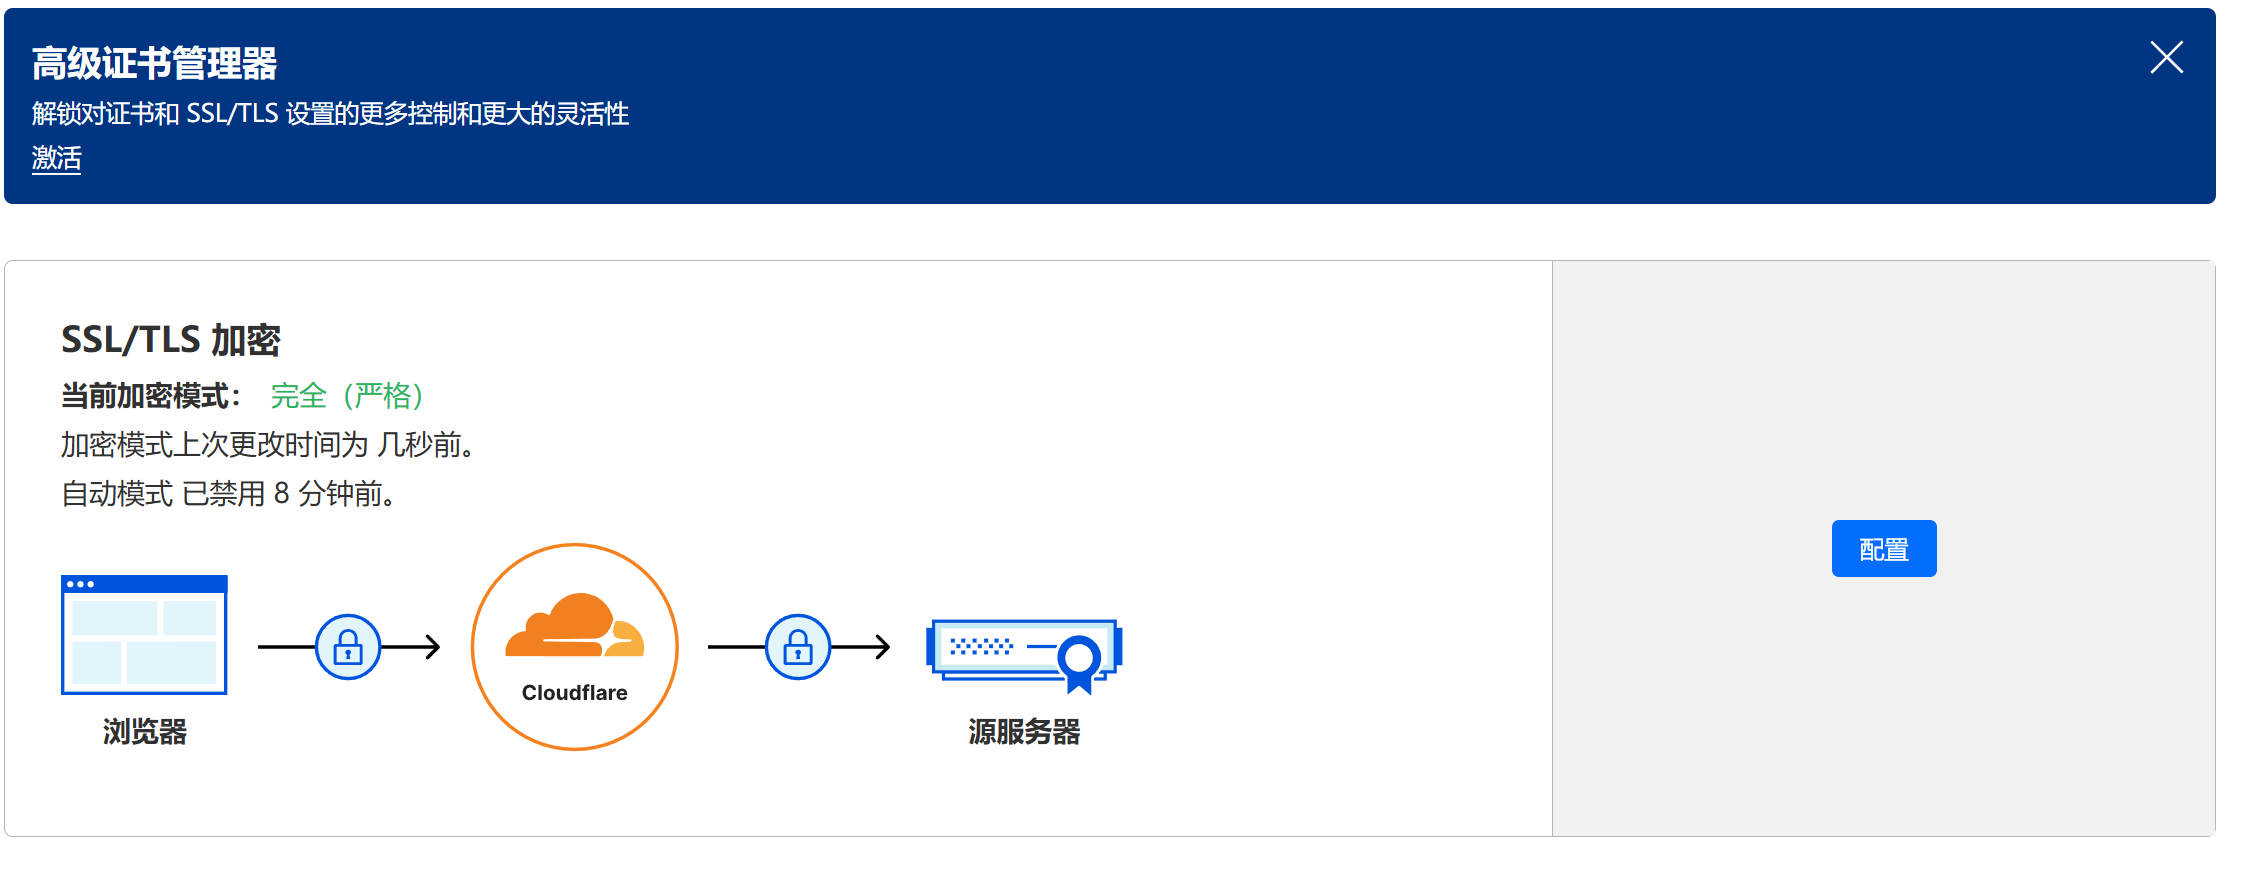 高级证书管理器
解锁对证书和 SSL/TLS 设置的更多控制和更大的灵活性
激活
SSL/TLS 加密
当前加密模式： 完全（严格）
加密模式上次更改时间为 几秒前。
自动模式 已禁用 8 分钟前。
配置
Cloudflare
浏览器
源服务器